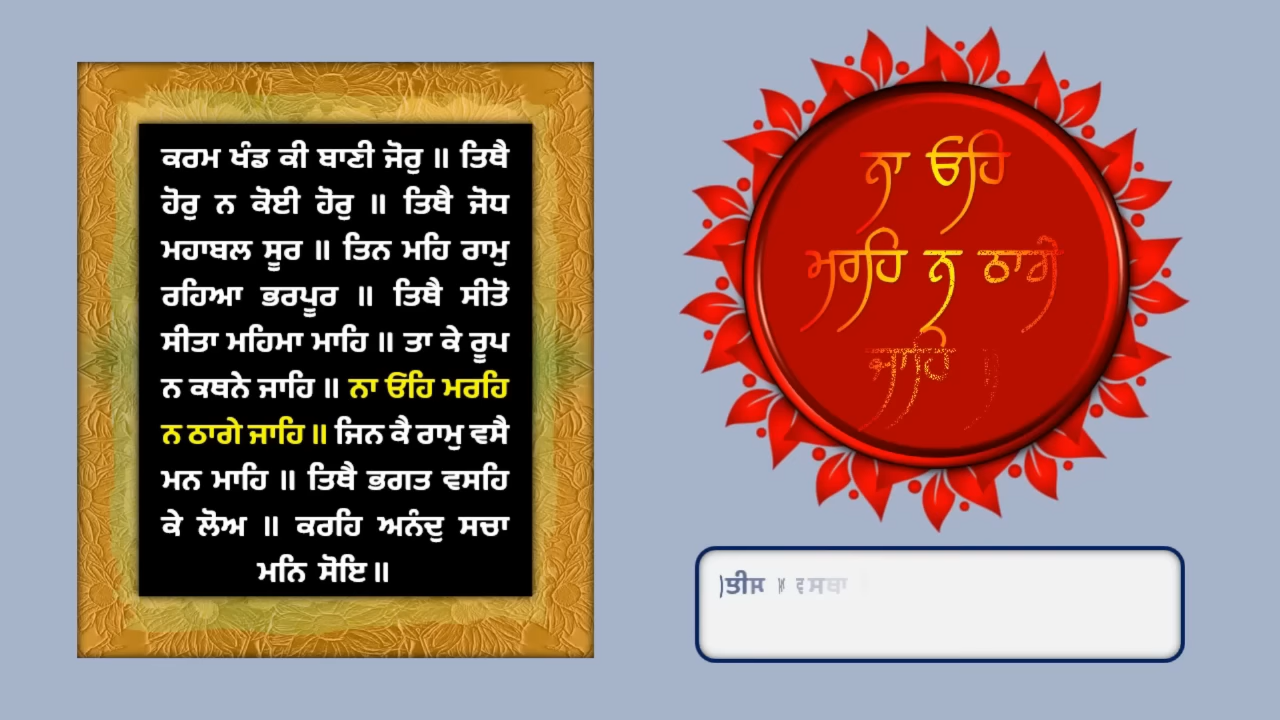 ਕਰਮ ਖੰਡ ਕੀ ਬਾਣੀ ਜੋਰੁ ॥ ਤਿਥੈ
ਹੋਰੁ ਨ ਕੋਈ ਹੋਰੁ ॥ ਤਿਥੈ ਜੋਧ
ਮਹਾਬਲ ਸੂਰ ॥ ਤਿਨ ਮਹਿ ਰਾਮੁ
ਰਹਿਆ ਭਰਪੂਰ ॥ ਤਿਥੈ ਸੀਤੋ
ਸੀਤਾ ਮਹਿਮਾ ਮਾਹਿ ॥ ਤਾ ਕੇ ਰੂਪ
ਨ ਕਥਨੇ ਜਾਹਿ ॥ ਨਾ ਓਹਿ ਮਰਹਿ
ਨ ਠਾਗੇ ਜਾਹਿ ॥ ਜਿਨ ਕੈ ਰਾਮੁ ਵਸੈ
ਮਨ ਮਾਹਿ ॥ ਤਿਥੈ ਭਗਤ ਵਸਹਿ
ਕੇ ਲੋਅ ॥ ਕਰਹਿ ਅਨੰਦੁ ਸਚਾ
ਮਨਿ ਸੋਇ ॥
ਨਾ ਓਹਿ
ਮਰਹਿ ਨ ਠਾਗੇ
ਜਾਹਿ ॥